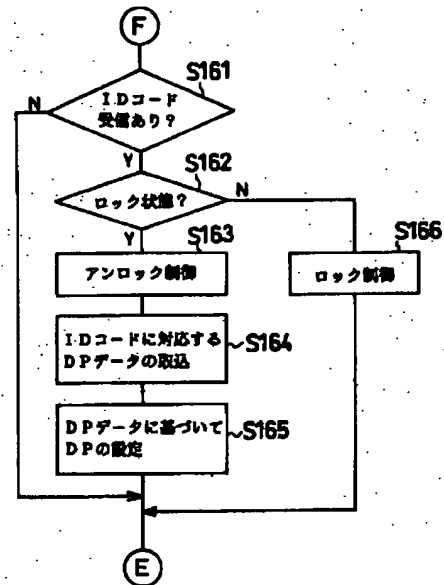 F
S161
IDコード
受信あり？
N
Y
S162
ロック状態？
N
Y
S163
アンロック制御
S166
ロック制御
IDコードに対応する
DPデータの取込
S164
DPデータに基づいて
DPの設定
S165
E